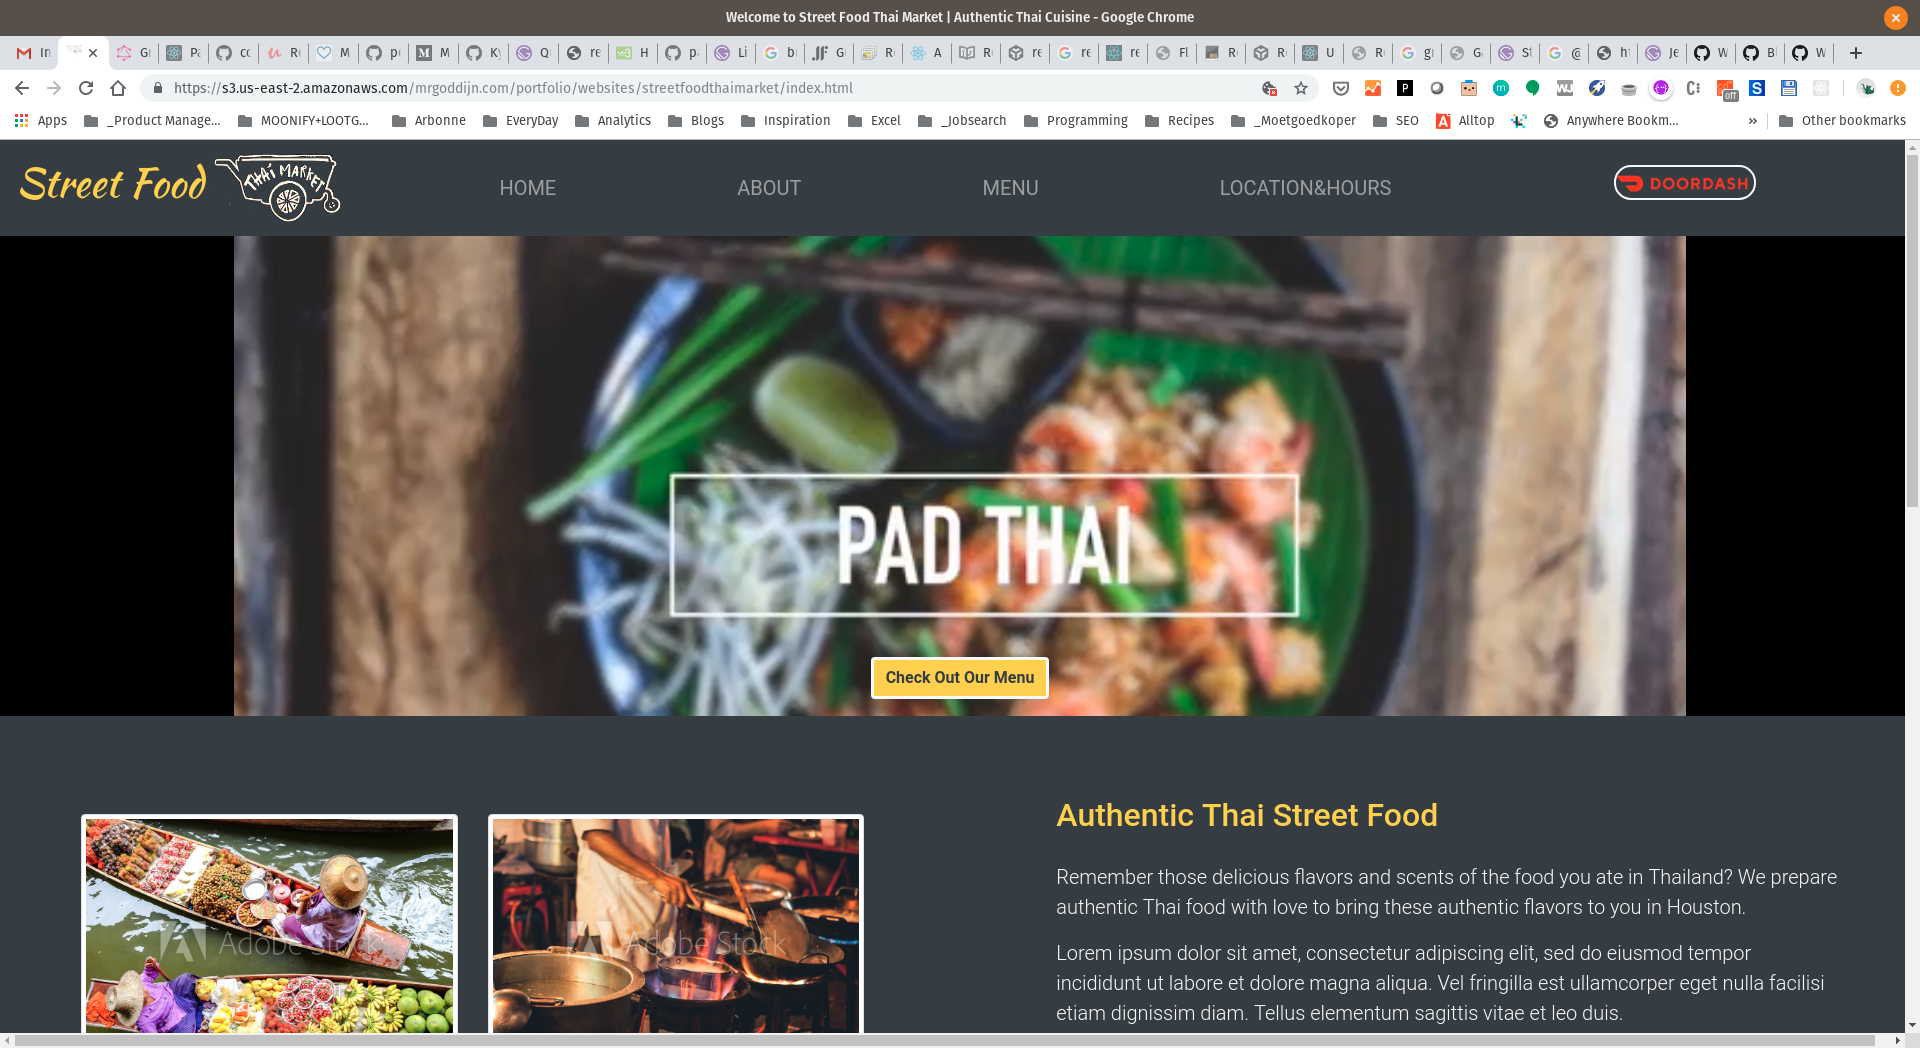 Welcome to Street Food Thai Market | Authentic Thai Cuisine - Google Chrome
In
https://s3.us-east-2.amazonaws.com/mrgoddijn.com/portfolio/websites/streetfoodthaimarket/index.html
Apps _Product Manage... MOONIFY+LOOTG... Arbonne EveryDay Analytics Blogs Inspiration Excel _Jobsearch Programming Recipes _Moetgoedkoper SEO Alltop Anywhere Bookm... » Other bookmarks
Street Food THAI MARKET HOME ABOUT MENU LOCATION&HOURS DOORDASH
PAD THAI
Check Out Our Menu
Authentic Thai Street Food
Remember those delicious flavors and scents of the food you ate in Thailand? We prepare
authentic Thai food with love to bring these authentic flavors to you in Houston.
Adobe Stock Adobe Stock
Lorem ipsum dolor sit amet, consectetur adipiscing elit, sed do eiusmod tempor
incididunt ut labore et dolore magna aliqua. Vel fringilla est ullamcorper eget nulla facilisi
etiam dignissim diam. Tellus elementum sagittis vitae et leo duis.